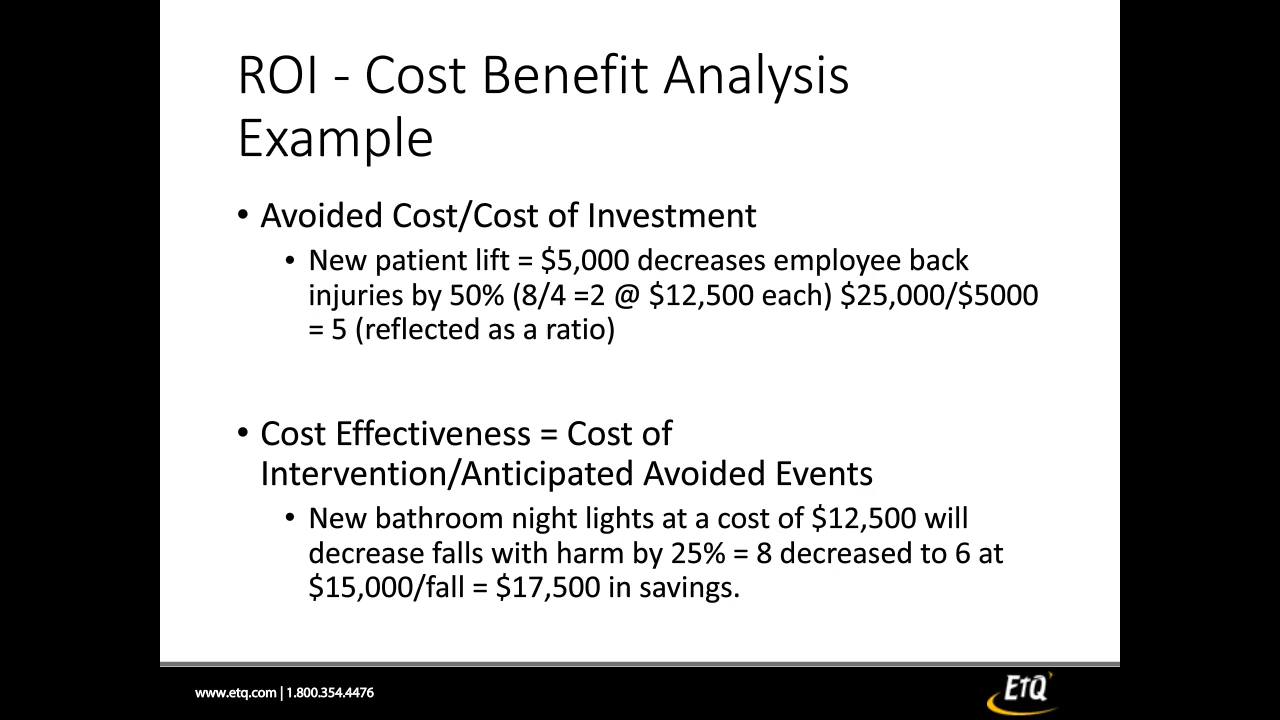 ROI - Cost Benefit Analysis
Example
• Avoided Cost/Cost of Investment
• New patient lift = $5,000 decreases employee back
injuries by 50% (8/4 =2 @ $12,500 each) $25,000/$5000
= 5 (reflected as a ratio)
• Cost Effectiveness = Cost of
Intervention/Anticipated Avoided Events
• New bathroom night lights at a cost of $12,500 will
decrease falls with harm by 25% = 8 decreased to 6 at
$15,000/fall = $17,500 in savings.
www.etq.com | 1.800.354.4476
ETQ